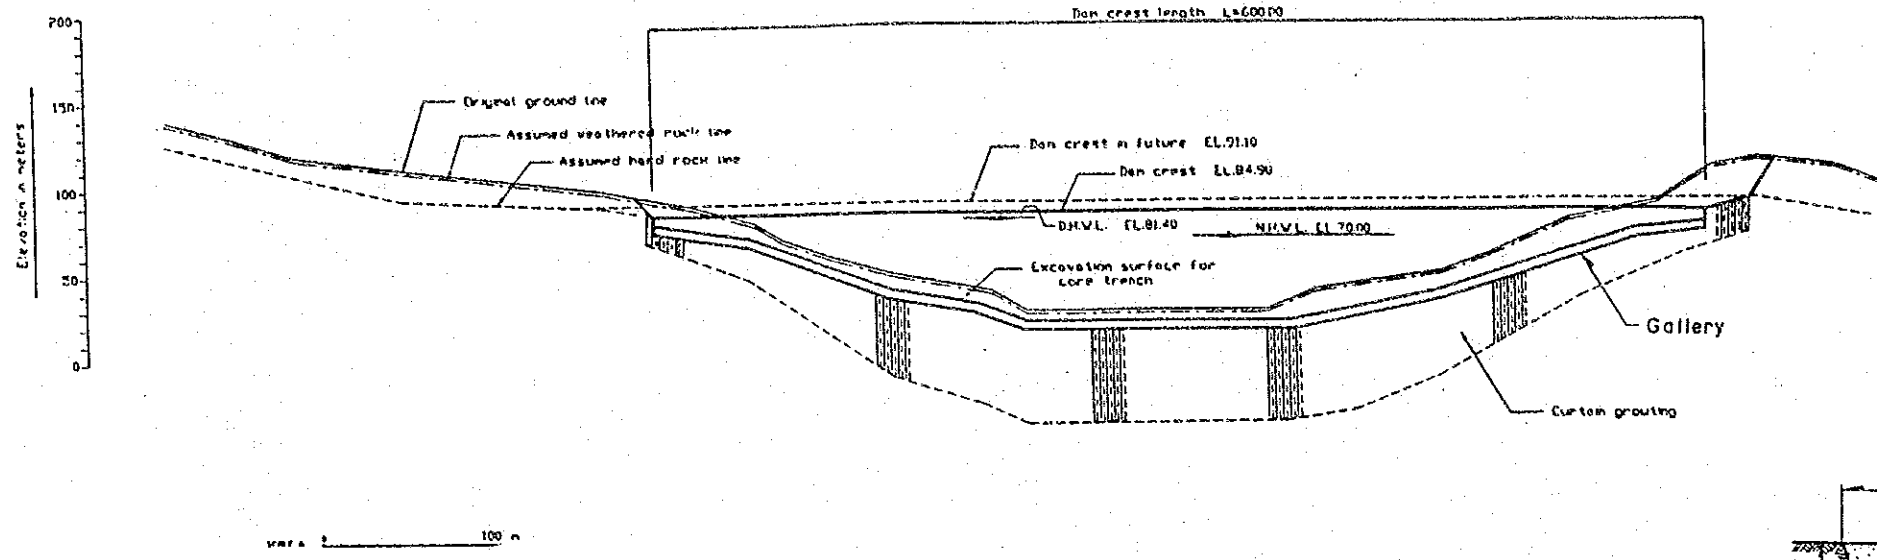 Dam crest length L=600.00
200
150
100
50
0
Elevation in meters
Original ground line
Assumed weathered rock line
Assumed hard rock line
Dam crest in future EL.91.10
Dam crest EL.84.90
D.H.W.L. EL.81.40
N.H.W.L. EL.70.00
Excavation surface for
core trench
Gallery
Curtain grouting
100 m